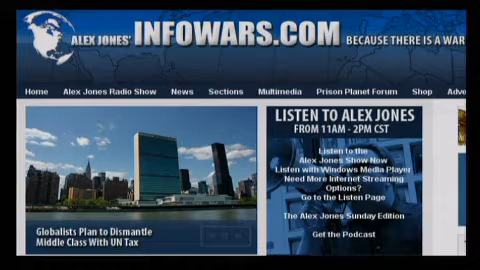 ALEX JONES' INFOWARS.COM BECAUSE THERE IS A WAR
Home Alex Jones Radio Show News Sections Multimedia Prison Planet Forum Shop Adve
LISTEN TO ALEX JONES
FROM 11AM - 2PM CST
Listen to the
Alex Jones Show Now
Listen with Windows Media Player
Need More Internet Streaming
Options?
Go to the Listen Page
The Alex Jones Sunday Edition
Get the Podcast
Globalists Plan to Dismantle
Middle Class With UN Tax